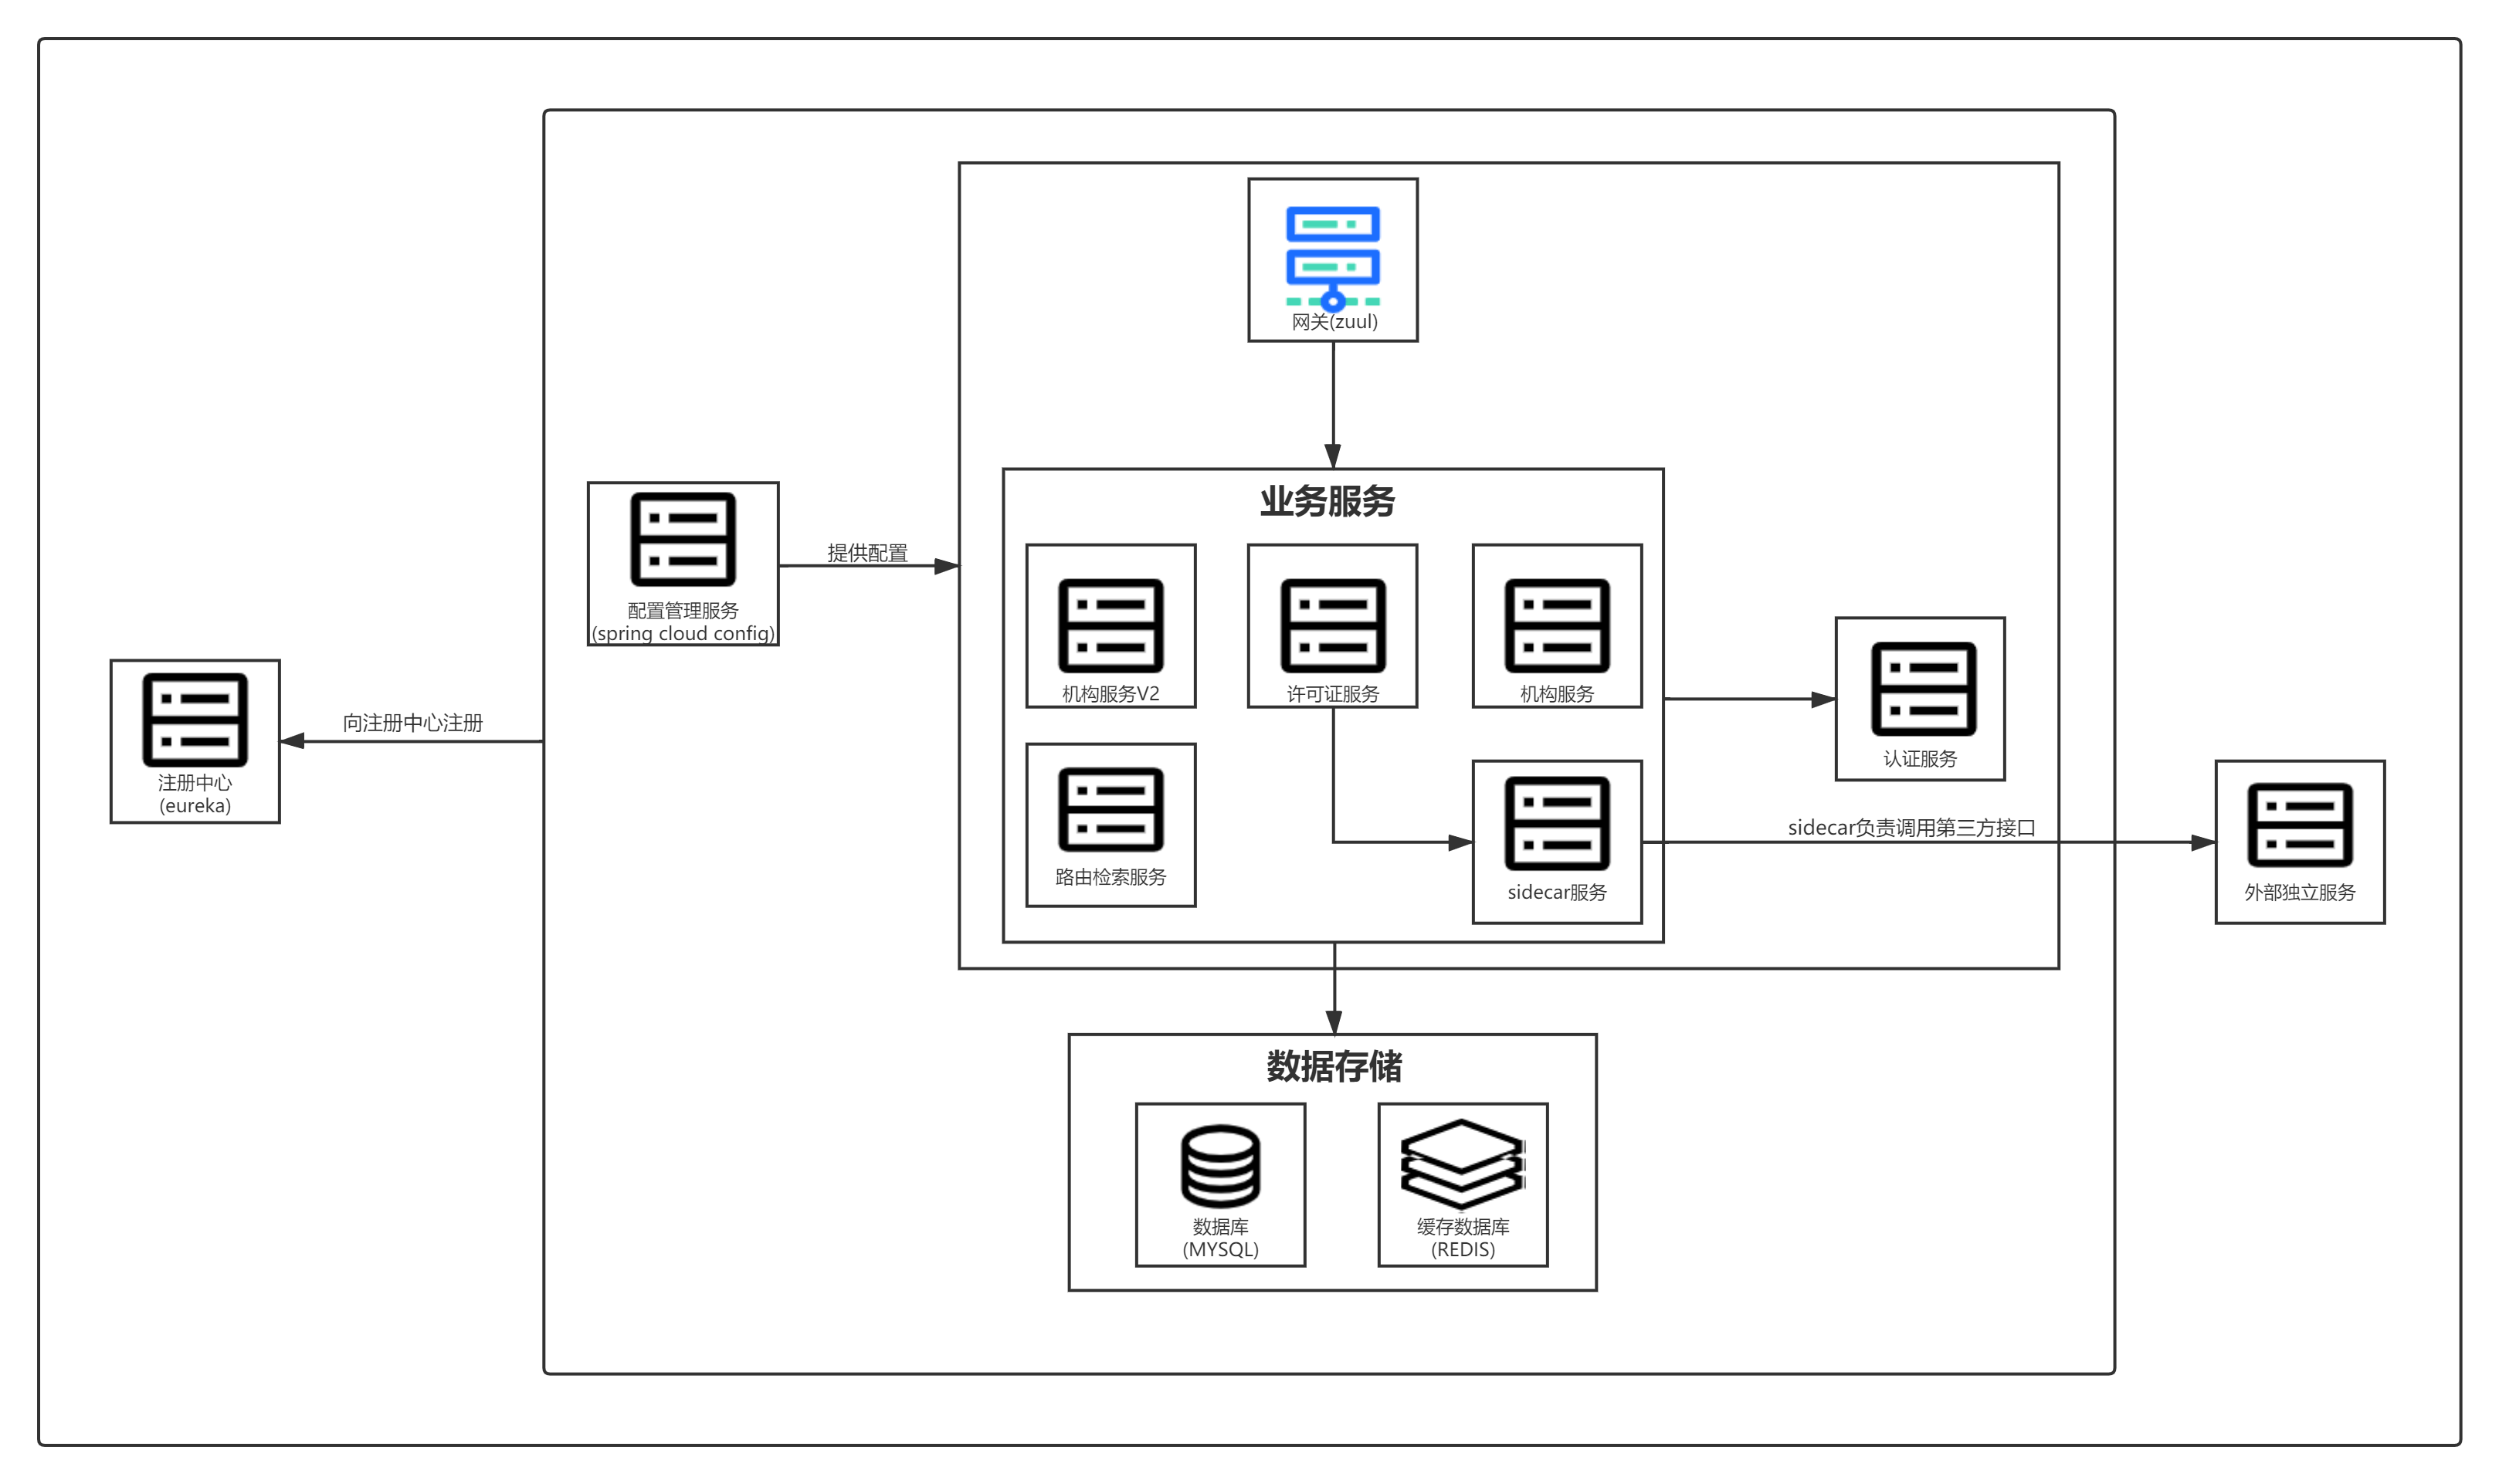 网关(zuul)
业务服务
提供配置
配置管理服务
(spring cloud config)
机构服务V2
许可证服务
机构服务
向注册中心注册
注册中心
(eureka)
认证服务
路由检索服务
sidecar服务
sidecar负责调用第三方接口
外部独立服务
数据存储
数据库
(MYSQL)
缓存数据库
(REDIS)